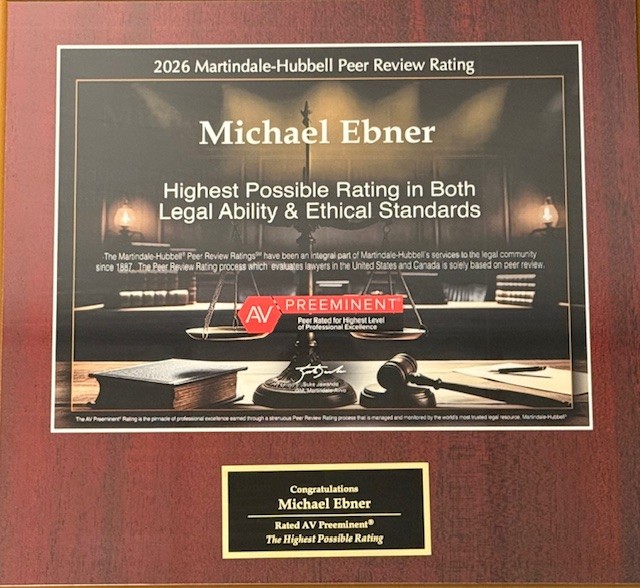 2026 Martindale-Hubbell Peer Review Rating
Michael Ebner
Highest Possible Rating in Both
Legal Ability & Ethical Standards
The Martindale-Hubbell® Peer Review Ratings℠ have been an integral part of Martindale-Hubbell's services to the legal community
since 1887. The Peer Review Rating process which evaluates lawyers in the United States and Canada is solely based on peer review.
AV PREEMINENT
Peer Rated for Highest Level
of Professional Excellence
Suke Jawanda
GM, Martindale-Avvo
The AV Preeminent® Rating is the pinnacle of professional excellence earned through a strenuous Peer Review Rating process that is managed and monitored by the world's most trusted legal resource, Martindale-Hubbell®
Congratulations
Michael Ebner
Rated AV Preeminent®
The Highest Possible Rating